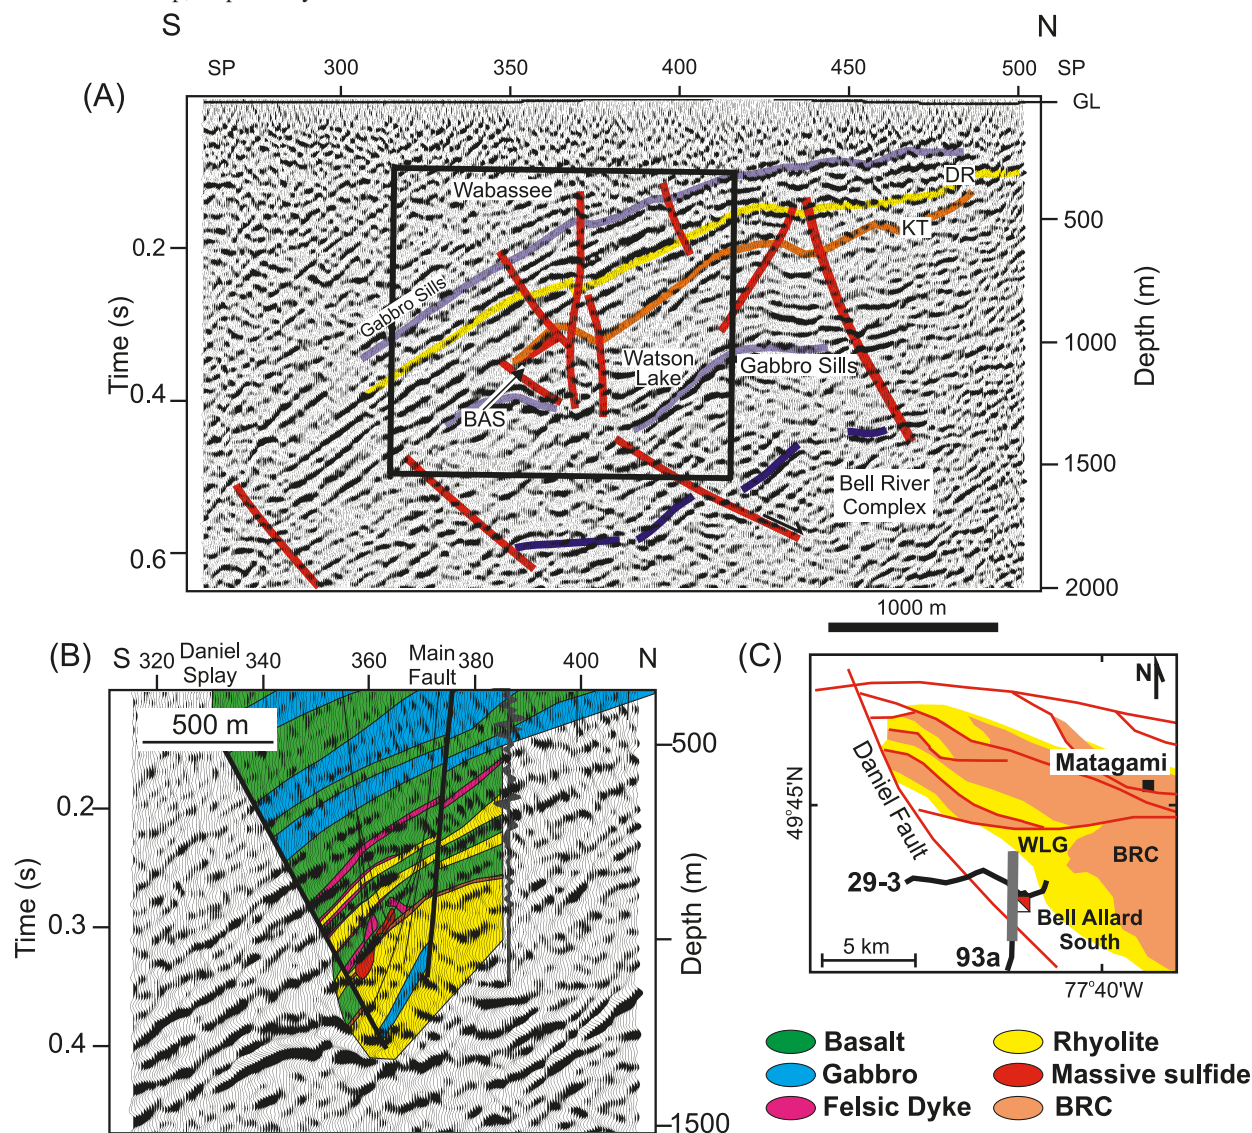 S
N
SP 300 350 400 450 500 SP
(A)
GL
Wabassee
DR
KT
500
0.2
Gabbro Sills
Time (s)
Depth (m)
1000
Watson
Lake
Gabbro Sills
0.4
BAS
1500
Bell River
Complex
0.6
2000
1000 m
(B) S 320 Daniel Splay 340 360 Main Fault 380 400 N
500 m
500
0.2
Time (s)
0.3
Depth (m)
0.4
1500
(C)
N
Daniel Fault
Matagami
49°45'N
WLG
BRC
29-3
Bell Allard
South
5 km
93a
77°40'W
Basalt
Rhyolite
Gabbro
Massive sulfide
Felsic Dyke
BRC